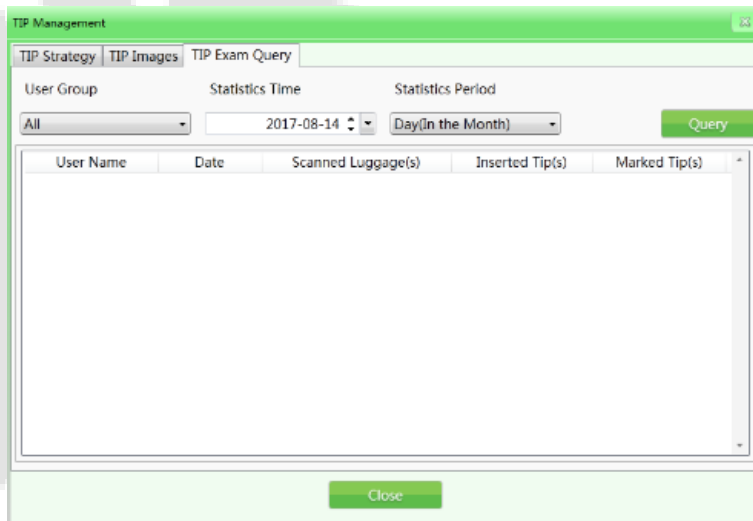 TIP Management
TIP Strategy TIP Images TIP Exam Query
User Group Statistics Time Statistics Period
All 2017-08-14 Day(In the Month) Query
User Name Date Scanned Luggage(s) Inserted Tip(s) Marked Tip(s)
Close